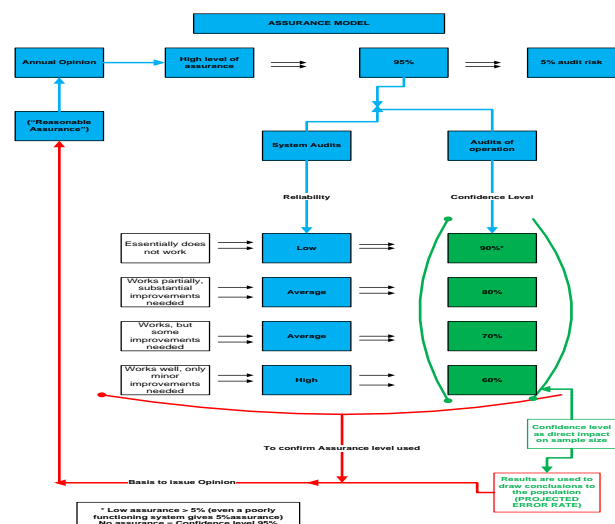 ASSURANCE MODEL
Annual Opinion
High level of
assurance
95%
5% audit risk
("Reasonable
Assurance")
System Audits
Audits of
operation
Reliability
Confidence Level
Essentially does
not work
Low
90%*
Works partially,
substantial
improvements
needed
Average
80%
Works, but
some
improvements
needed
Average
70%
Works well, only
minor
improvements
needed
High
60%
Confidence level
as direct impact
on sample size
To confirm Assurance level used
Basis to issue Opinion
Results are used to
draw conclusions to
the population
(PROJECTED
ERROR RATE)
* Low assurance > 5% (even a poorly
functioning system gives 5%assurance)
No assurance = Confidence level 95%